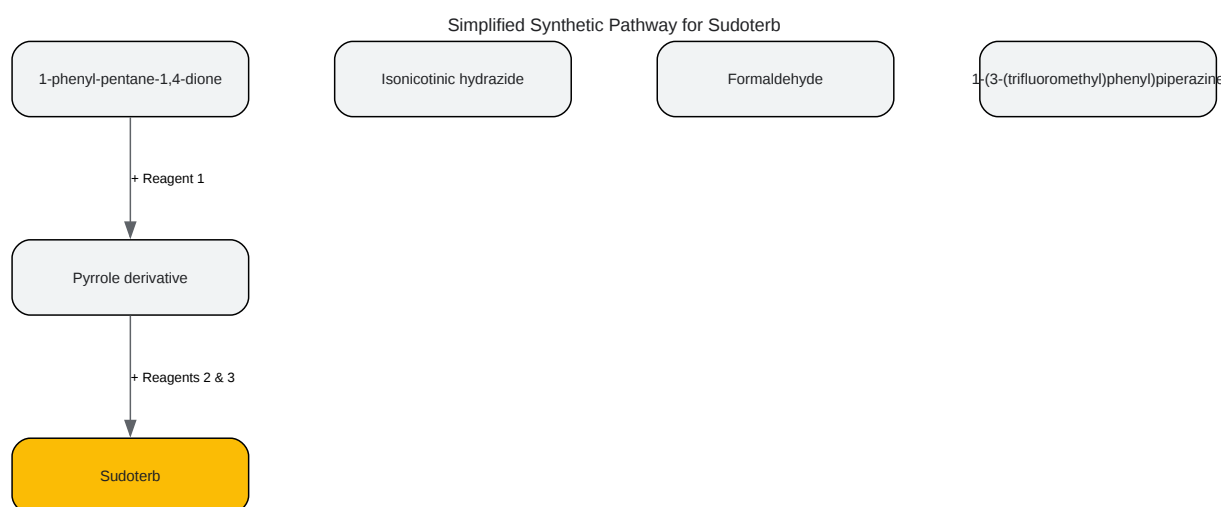 Simplified Synthetic Pathway for Sudoterb
1-phenyl-pentane-1,4-dione
Isonicotinic hydrazide
Formaldehyde
1-(3-(trifluoromethyl)phenyl)piperazine
+ Reagent 1
Pyrrole derivative
+ Reagents 2 & 3
Sudoterb